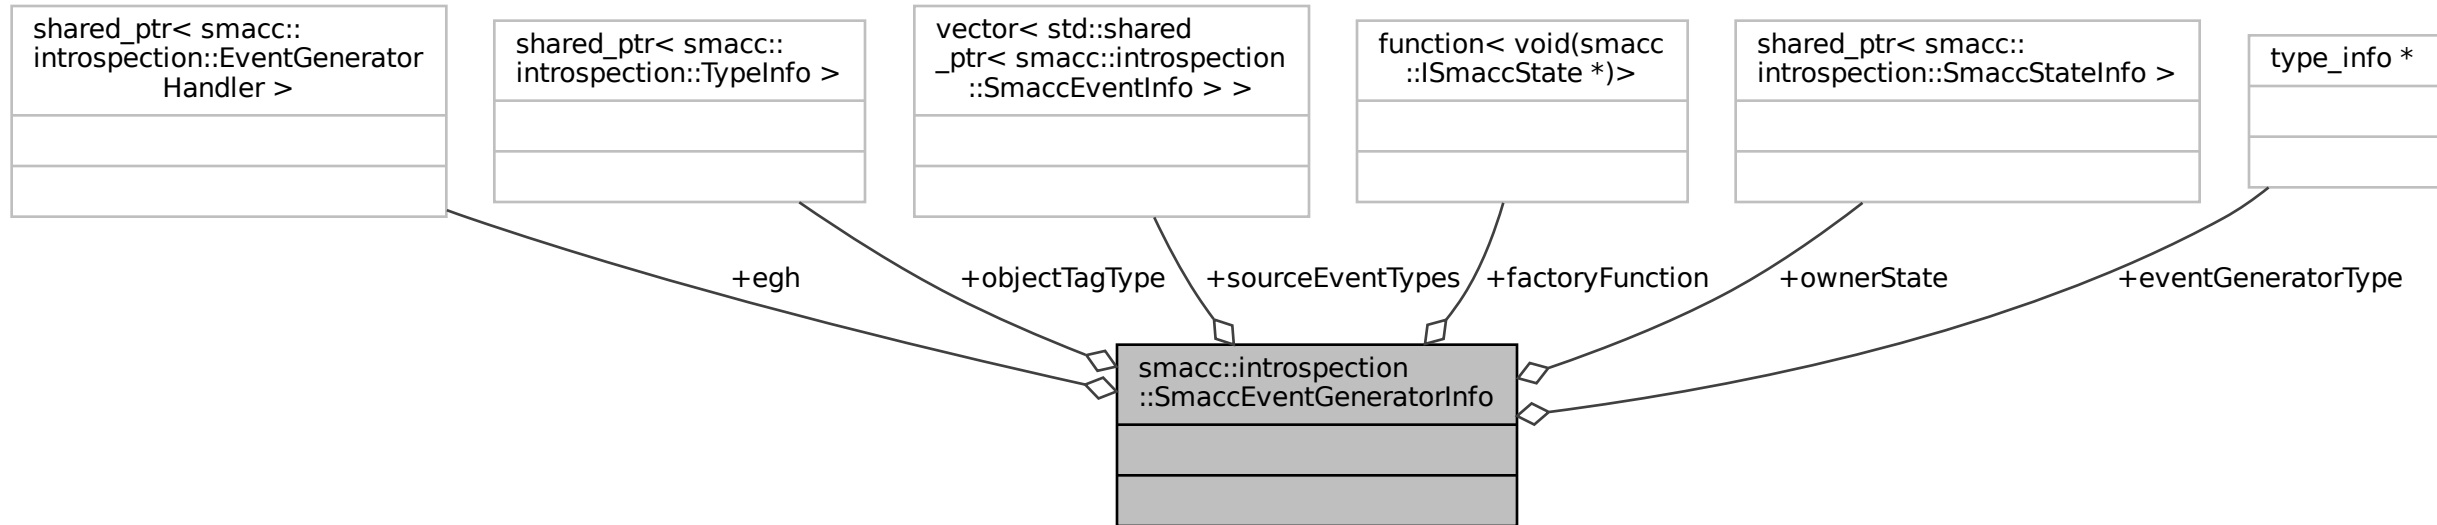 shared_ptr< smacc::
introspection::EventGenerator
Handler >
shared_ptr< smacc::
introspection::TypeInfo >
vector< std::shared
_ptr< smacc::introspection
::SmaccEventInfo > >
function< void(smacc
::ISmaccState *)>
shared_ptr< smacc::
introspection::SmaccStateInfo >
type_info *
+egh
+objectTagType
+sourceEventTypes
+factoryFunction
+ownerState
+eventGeneratorType
smacc::introspection
::SmaccEventGeneratorInfo